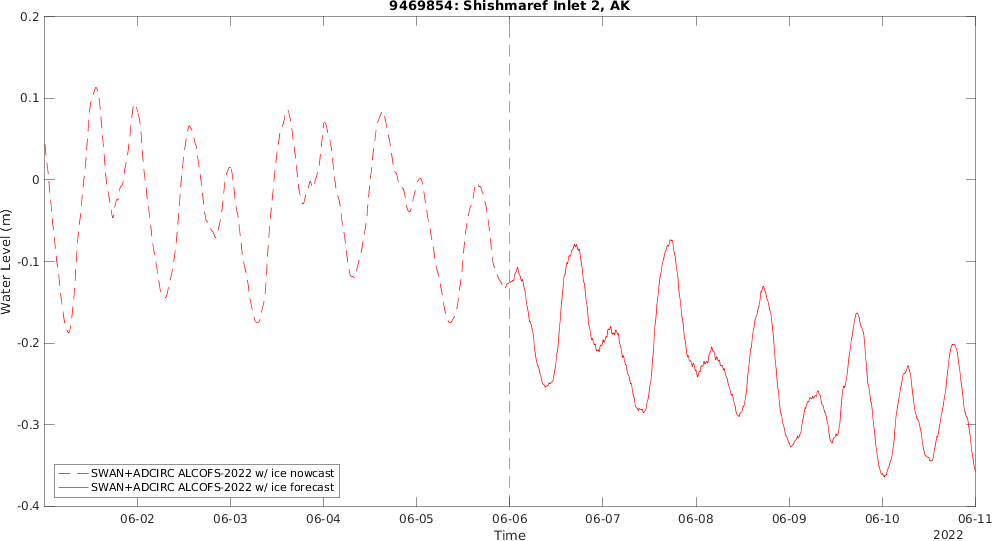 9469854: Shishmaref Inlet 2, AK
0.2
0.1
0
-0.1
-0.2
-0.3
-0.4
Water Level (m)
SWAN+ADCIRC ALCOFS-2022 w/ ice nowcast
SWAN+ADCIRC ALCOFS-2022 w/ ice forecast
06-02 06-03 06-04 06-05 06-06 06-07 06-08 06-09 06-10 06-11
Time
2022